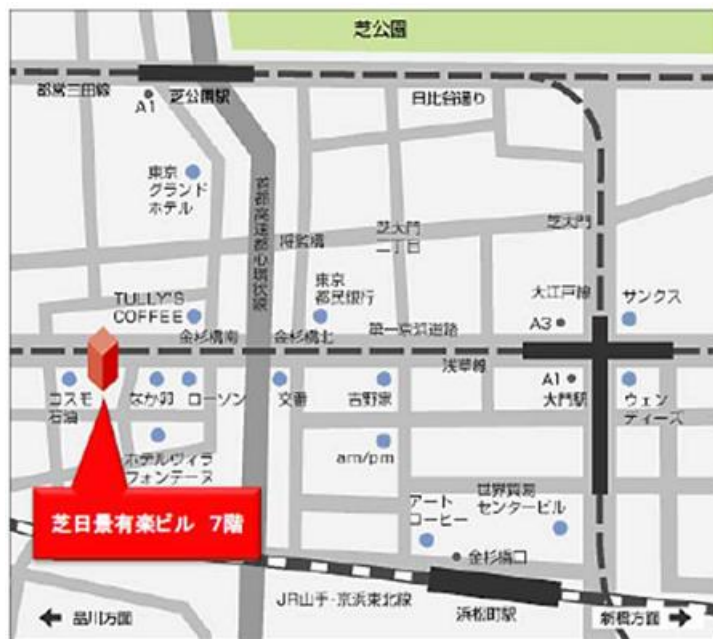 芝公園
都営三田線
芝公園駅
A1
日比谷通り
東京
グランド
ホテル
首都高速都心環状線
将監橋
芝大門
二丁目
芝大門
TULLY'S
COFFEE
東京
都民銀行
大江戸線
サンクス
A3
金杉橋南
金杉橋北
第一京浜道路
浅草線
A1
大門駅
コスモ
石油
なか卯
ローソン
交番
吉野家
ウェン
ティーズ
ホテルヴィラ
フォンテーヌ
am/pm
芝日景有楽ビル 7階
アート
コーヒー
世界貿易
センタービル
金杉橋口
JR山手・京浜東北線
浜松町駅
品川方面
新橋方面